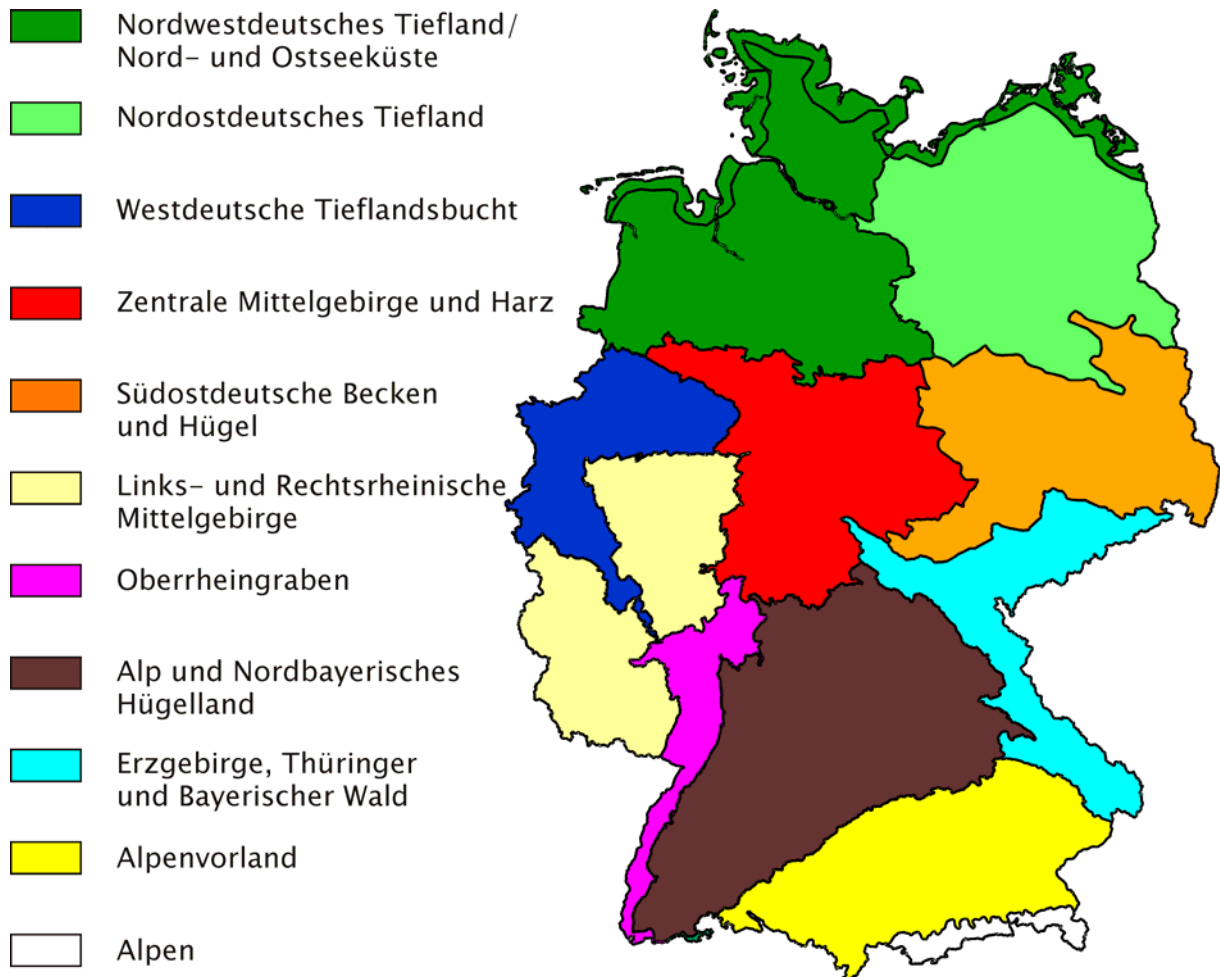 Nordwestdeutsches Tiefland/
Nord- und Ostseeküste
Nordostdeutsches Tiefland
Westdeutsche Tieflandsbucht
Zentrale Mittelgebirge und Harz
Südostdeutsche Becken
und Hügel
Links- und Rechtsrheinische
Mittelgebirge
Oberrheingraben
Alp und Nordbayerisches
Hügelland
Erzgebirge, Thüringer
und Bayerischer Wald
Alpenvorland
Alpen